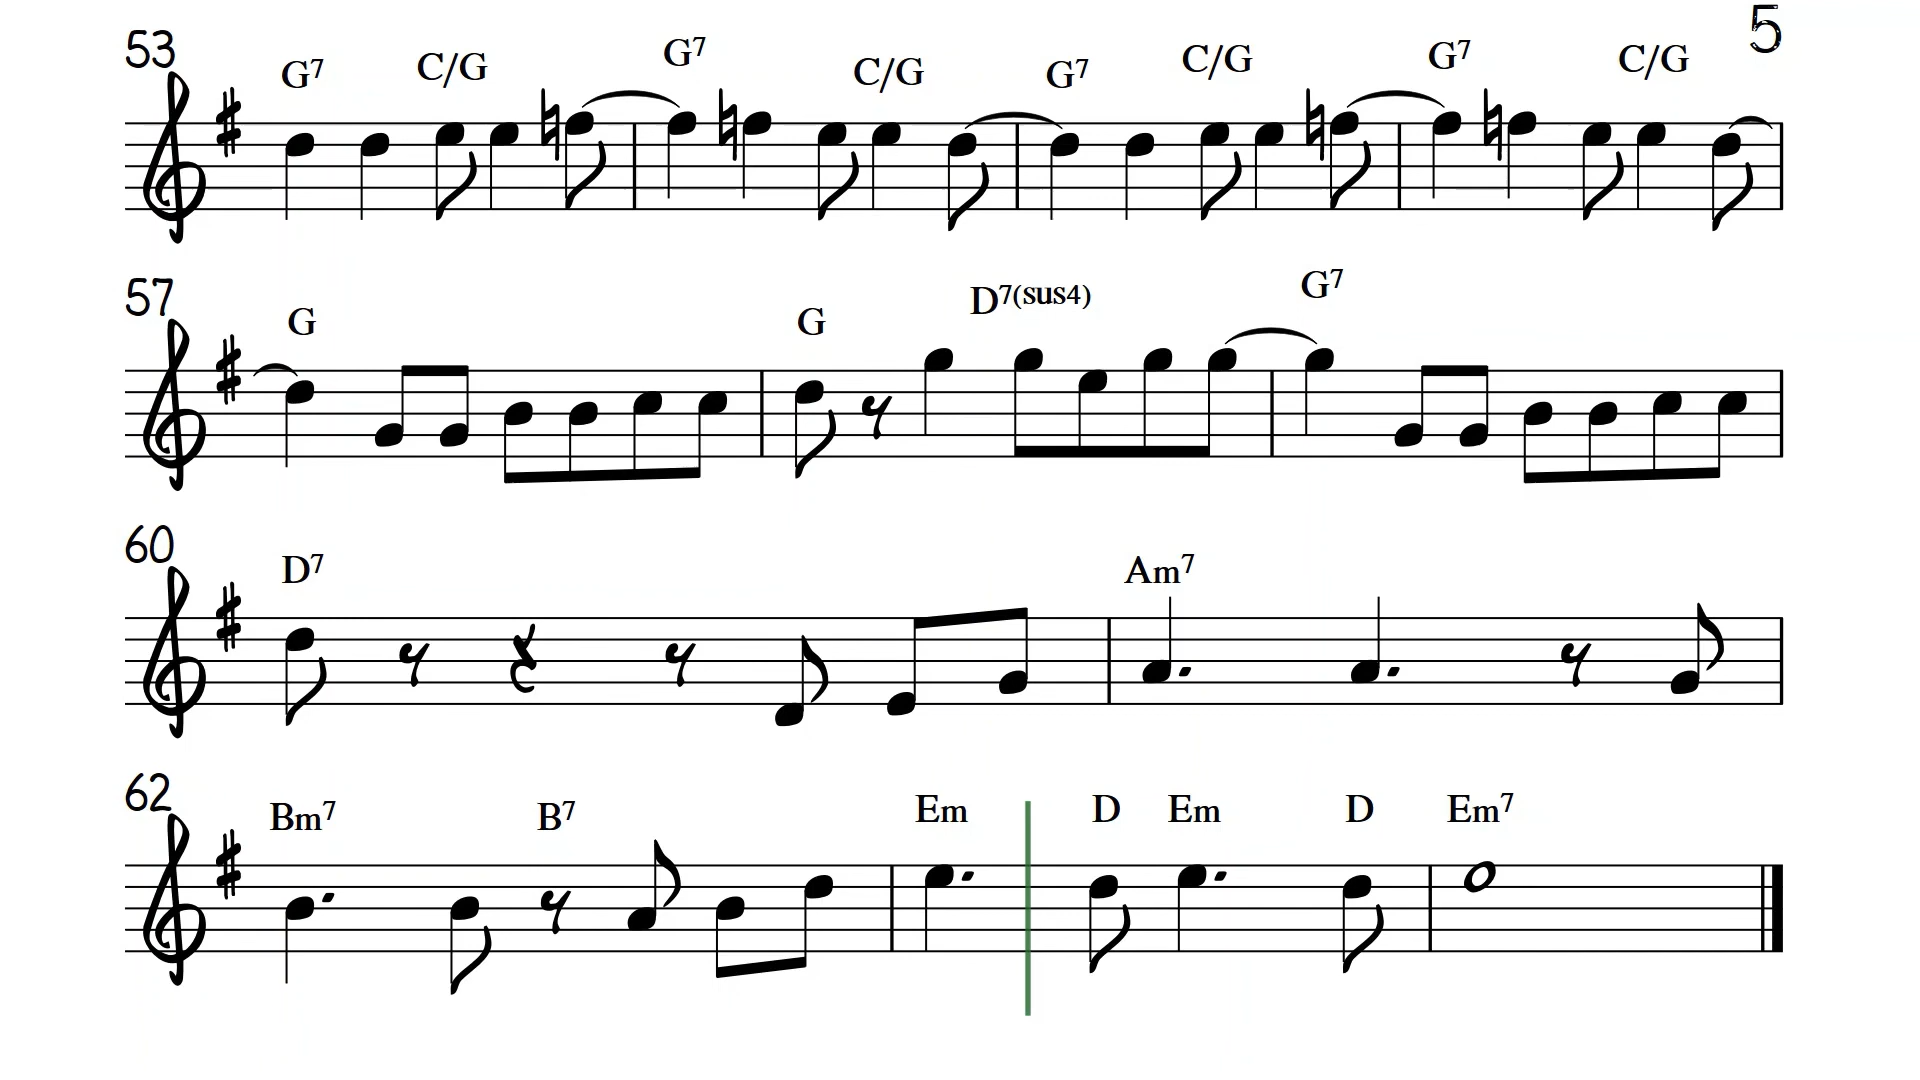 5
53
G7 C/G G7 C/G G7 C/G G7 C/G
57
G G D7(sus4) G7
60
D7 Am7
62
Bm7 B7 Em D Em D Em7